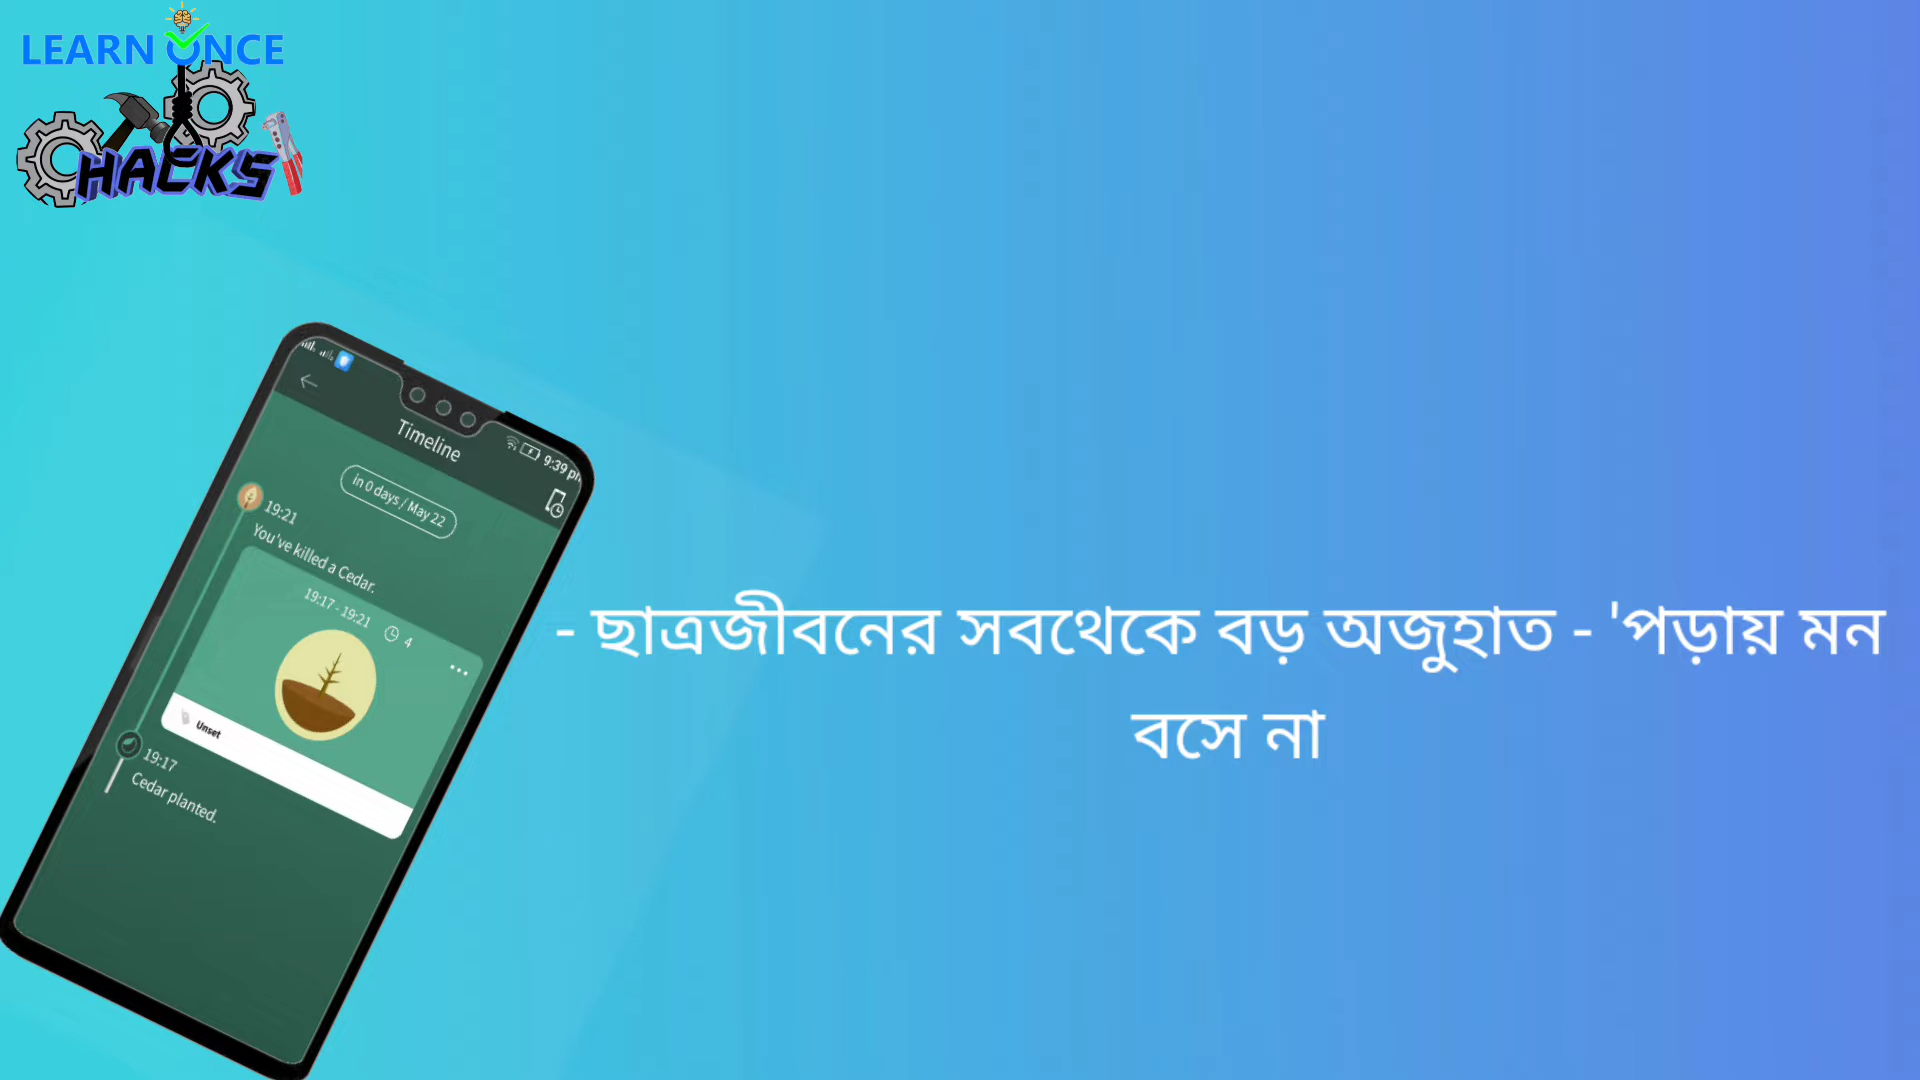 LEARN ONCE
HACKS
9:39 pm
Timeline
in 0 days / May 22
19:21
You've killed a Cedar.
19:17 - 19:21 4
Unset
19:17
Cedar planted.
- ছাত্রজীবনের সবথেকে বড় অজুহাত - 'পড়ায় মন
বসে না